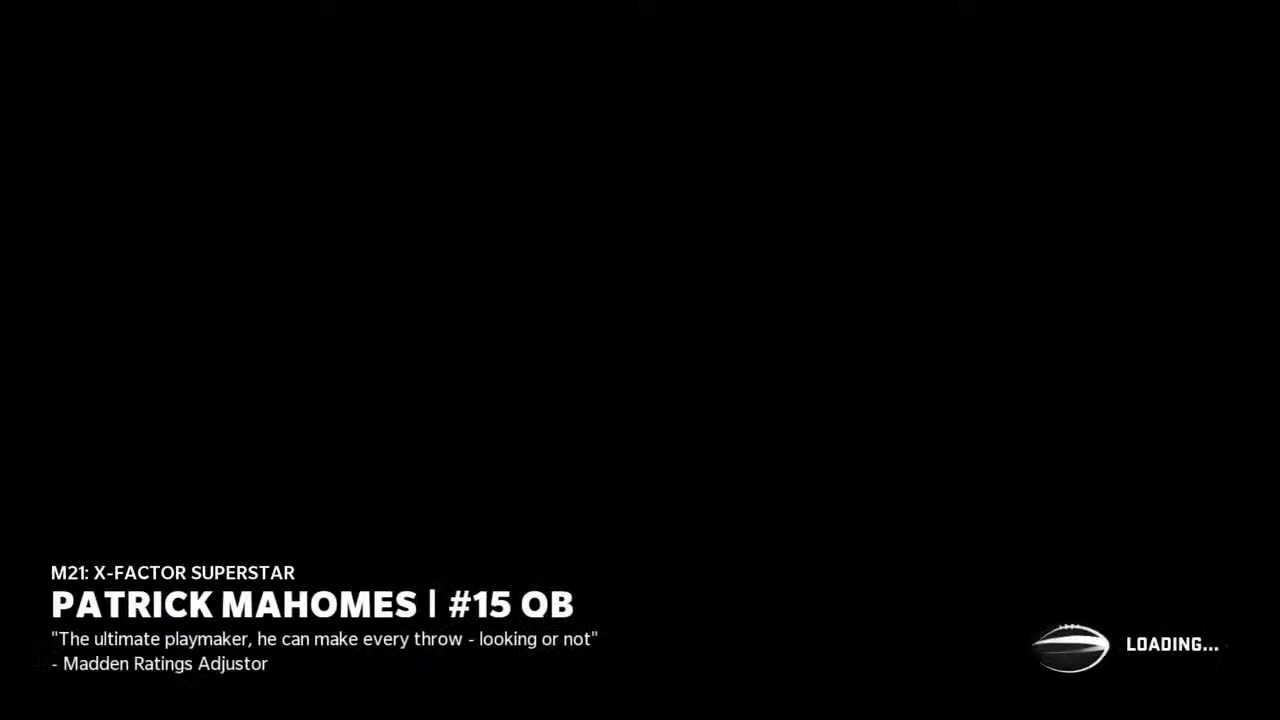 M21: X-FACTOR SUPERSTAR
PATRICK MAHOMES | #15 QB
"The ultimate playmaker, he can make every throw - looking or not"
- Madden Ratings Adjustor
LOADING...